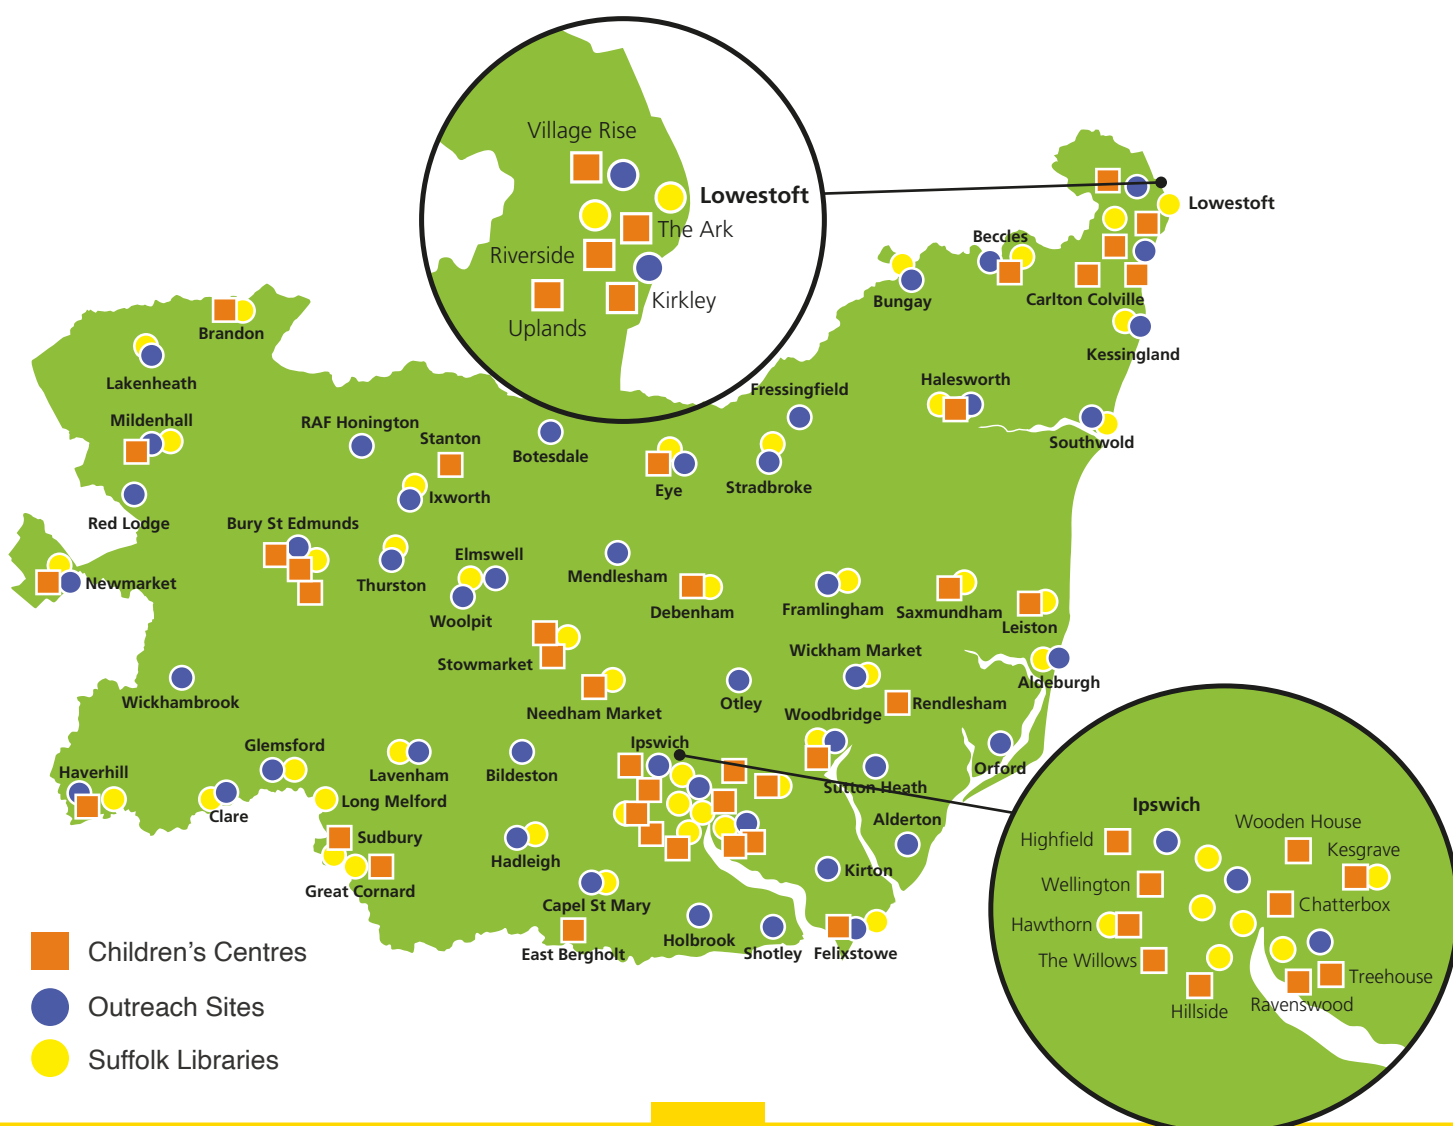 Village Rise
Lowestoft
The Ark
Riverside
Kirkley
Uplands
Lowestoft
Beccles
Bungay
Carlton Colville
Kessingland
Brandon
Lakenheath
Fressingfield
Halesworth
Mildenhall
RAF Honington
Stanton
Botesdale
Southwold
Eye
Stradbroke
Ixworth
Red Lodge
Bury St Edmunds
Elmswell
Mendlesham
Newmarket
Thurston
Debenham
Framlingham
Saxmundham
Leiston
Woolpit
Stowmarket
Wickham Market
Aldeburgh
Wickhambrook
Needham Market
Otley
Rendlesham
Woodbridge
Glemsford
Ipswich
Haverhill
Lavenham
Bildeston
Orford
Sutton Heath
Long Melford
Clare
Alderton
Sudbury
Hadleigh
Kirton
Great Cornard
Capel St Mary
East Bergholt
Holbrook
Shotley
Felixstowe
Ipswich
Wooden House
Highfield
Kesgrave
Wellington
Chatterbox
Hawthorn
The Willows
Treehouse
Hillside
Ravenswood
Children's Centres
Outreach Sites
Suffolk Libraries